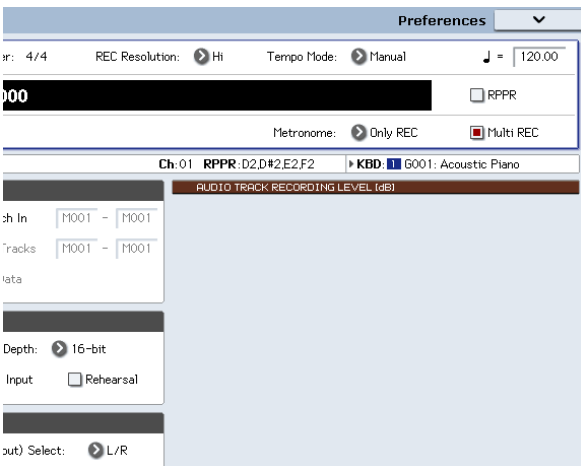 Preferences
er: 4/4 REC Resolution: Hi Tempo Mode: Manual ♩ = 120.00
000 RPPR
Metronome: Only REC Multi REC
Ch:01 RPPR:D2,D#2,E2,F2 KBD: 1 G001: Acoustic Piano
AUDIO TRACK RECORDING LEVEL [dB]
ch In M001 - M001
Tracks M001 - M001
Data
Depth: 16-bit
Input Rehearsal
out) Select: L/R